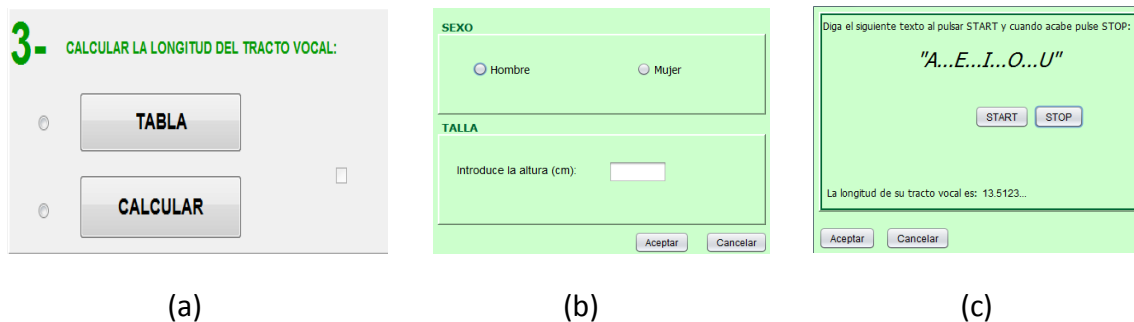 3- CALCULAR LA LONGITUD DEL TRACTO VOCAL:
TABLA
CALCULAR
(a)
SEXO
Hombre Mujer
TALLA
Introduce la altura (cm):
Aceptar Cancelar
(b)
Diga el siguiente texto al pulsar START y cuando acabe pulse STOP:
"A...E...I...O...U"
START STOP
La longitud de su tracto vocal es: 13.5123...
Aceptar Cancelar
(c)